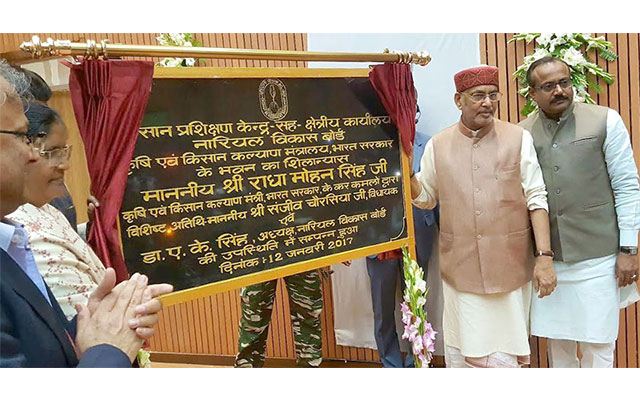 किसान प्रशिक्षण केन्द्र-सह- क्षेत्रीय कार्यालय
नारियल विकास बोर्ड
कृषि एवं किसान कल्याण मंत्रालय, भारत सरकार
के भवन का शिलान्यास
माननीय श्री राधा मोहन सिंह जी
कृषि एवं किसान कल्याण मंत्री, भारत सरकार, के कर कमलों द्वारा
विशिष्ट अतिथि-माननीय श्री संजीव चौरसिया जी, विधायक
एवं
डा. ए. के. सिंह, अध्यक्ष, नारियल विकास बोर्ड
की उपस्थिति में सम्पन्न हुआ
दिनांक : 12 जनवरी 2017